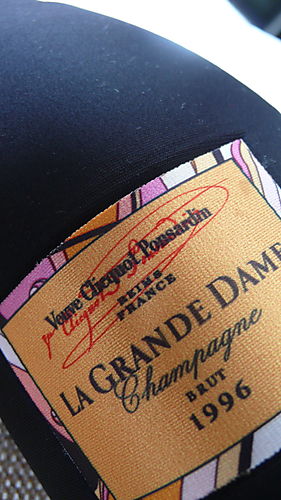 Veuve Clicquot Ponsardin
REIMS
FRANCE
LA GRANDE DAME
Champagne
BRUT
1996